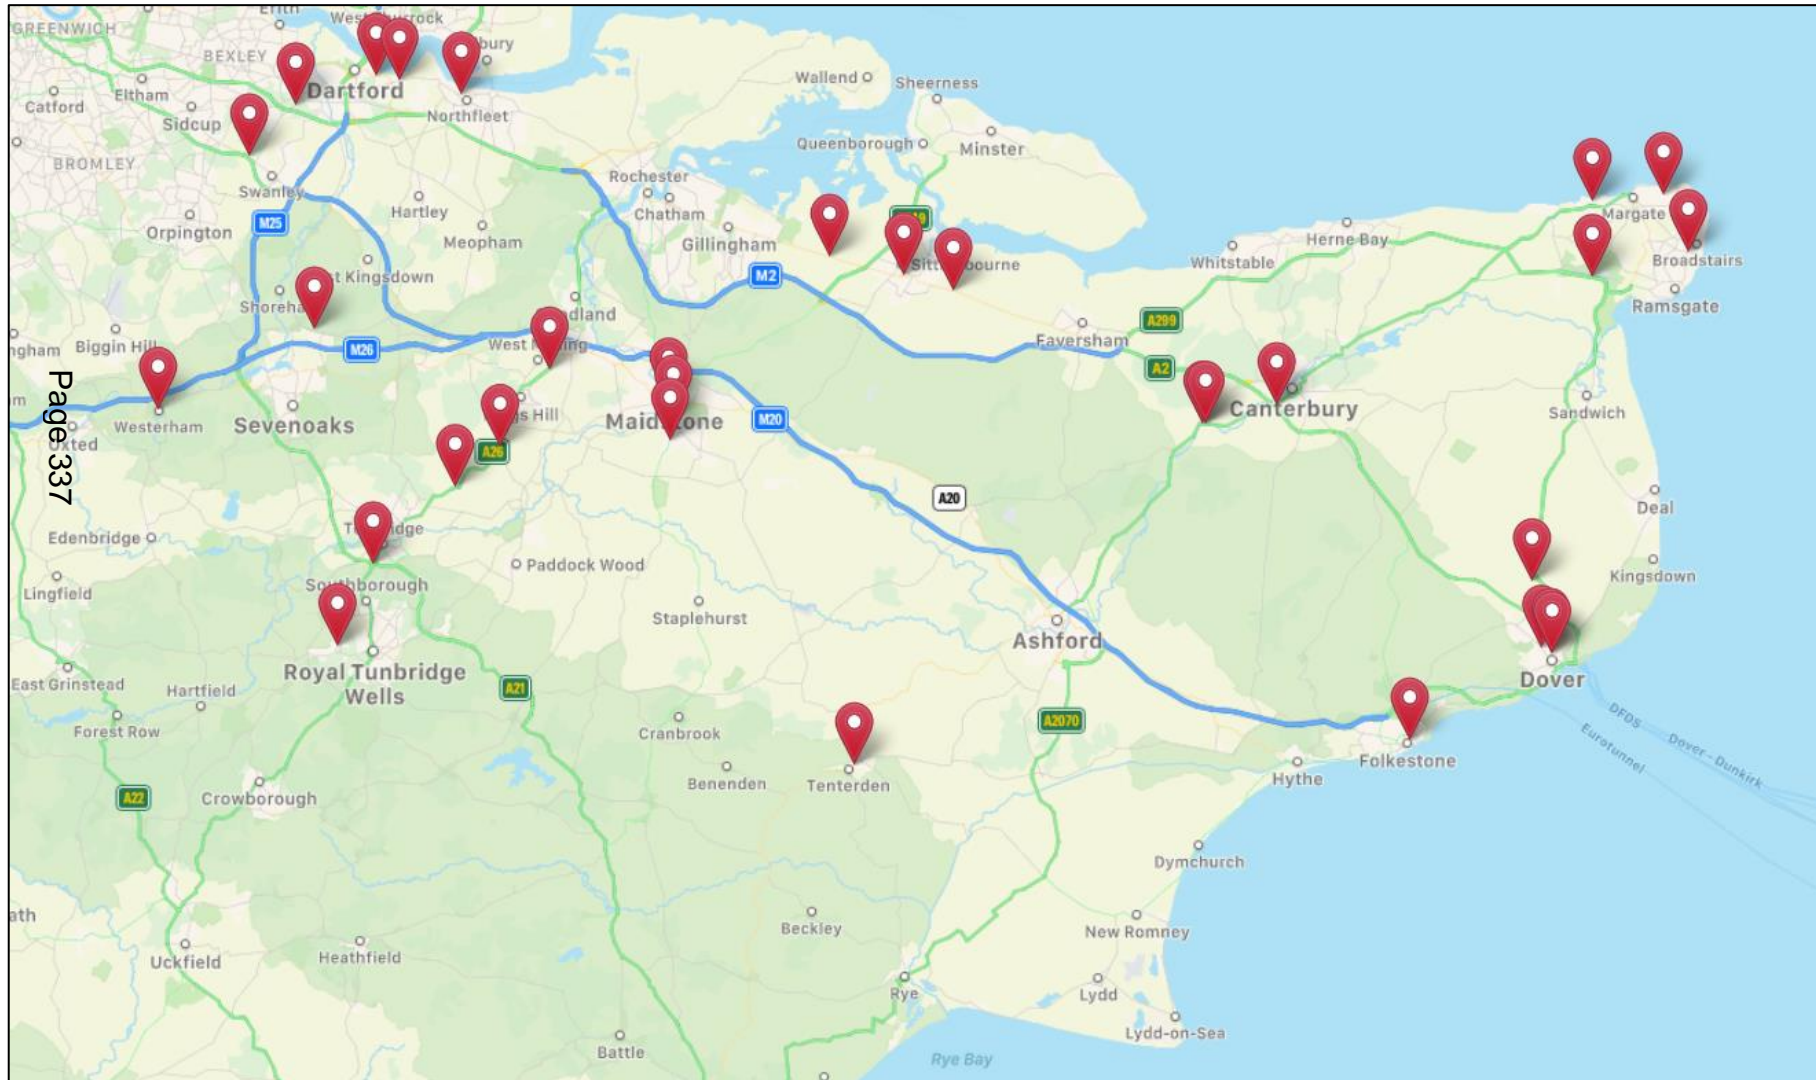 Erith
West Thurrock
GREENWICH
BEXLEY
Dartford
Catford
Eltham
Sidcup
Northfleet
BROMLEY
Swanley
Hartley
M25
Orpington
Meopham
Kingsdown
Biggin Hill
M26
Westerham
Sevenoaks
Oxted
Page 337
Wallend
Sheerness
Queenborough
Minster
Rochester
Chatham
Gillingham
M2
Herne Bay
Whitstable
Margate
Broadstairs
Ramsgate
A299
Faversham
A2
Canterbury
Sandwich
M20
A26
A20
Deal
Kingsdown
Edenbridge
Lingfield
Paddock Wood
Southborough
Staplehurst
Ashford
Royal Tunbridge
Wells
East Grinstead
Hartfield
Forest Row
A21
Cranbrook
A2070
Dover
DFDS
Eurotunnel
Dover - Dunkirk
Folkestone
Hythe
Benenden
Tenterden
A22
Crowborough
Dymchurch
Beckley
New Romney
Uckfield
Heathfield
Rye
Lydd
Lydd-on-Sea
Battle
Rye Bay